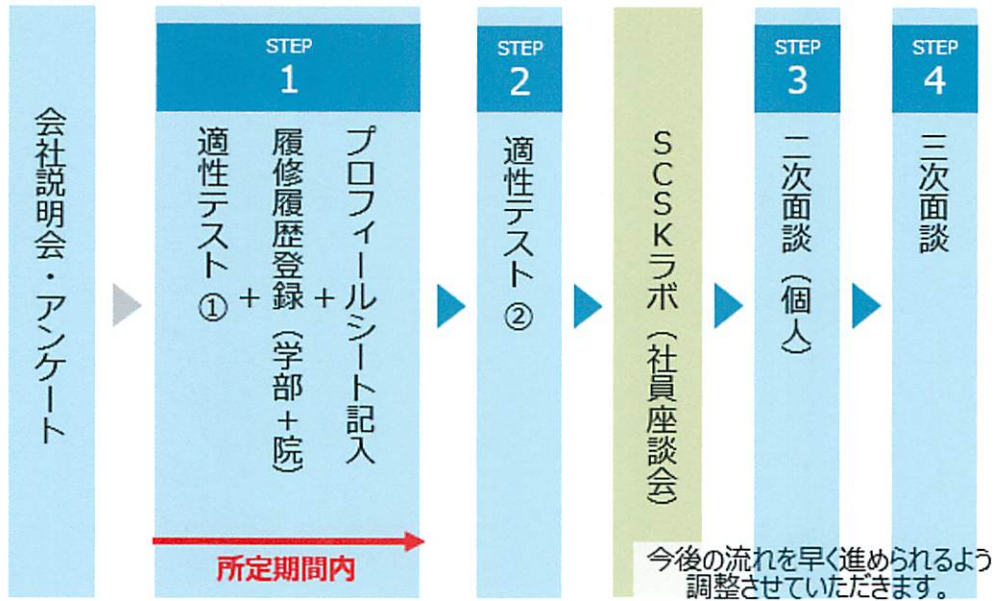 会社説明会・アンケート
STEP
1
プロフィールシート記入
+
履修履歴登録（学部＋院）
+
適性テスト①
所定期間内
STEP
2
適性テスト②
SCSKラボ（社員座談会）
STEP
3
二次面談（個人）
STEP
4
三次面談
今後の流れを早く進められるよう
調整させていただきます。